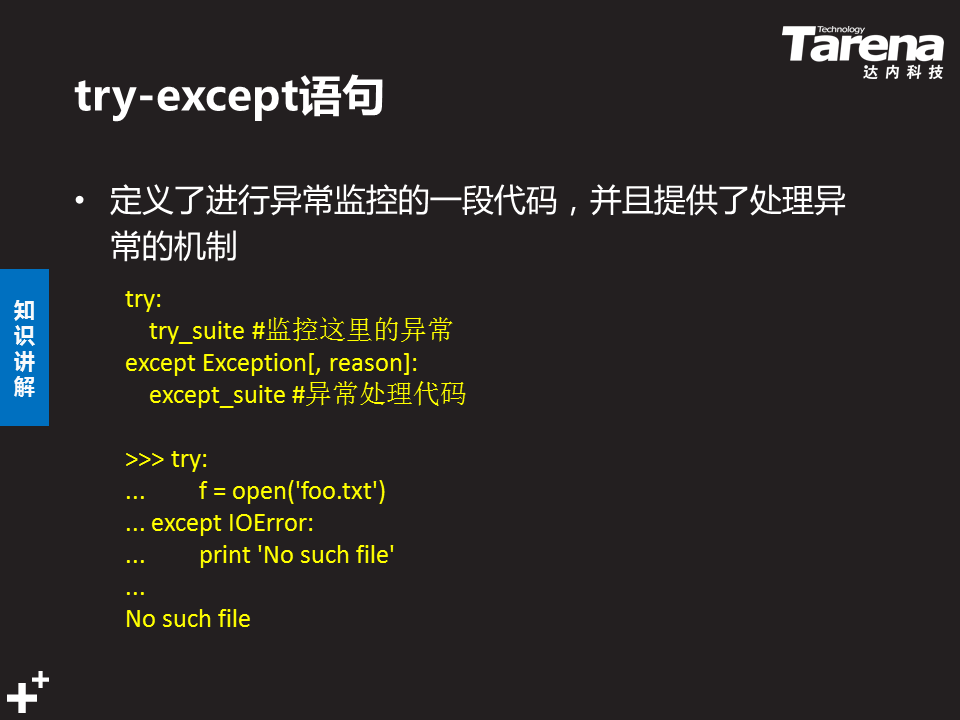 Technology
Tarena
达内科技
try-except语句
• 定义了进行异常监控的一段代码，并且提供了处理异
常的机制
知
识
讲
解
try:
    try_suite #监控这里的异常
except Exception[, reason]:
    except_suite #异常处理代码
>>> try:
...        f = open('foo.txt')
... except IOError:
...        print 'No such file'
...
No such file